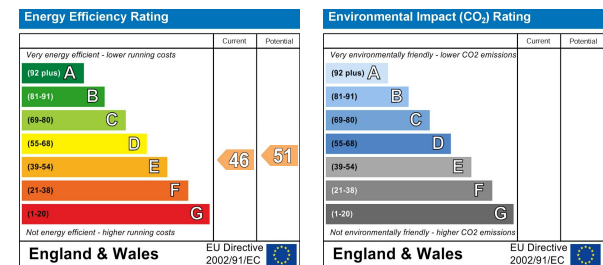 Energy Efficiency Rating
Current Potential
Very energy efficient - lower running costs
(92 plus) A
(81-91) B
(69-80) C
(55-68) D
(39-54) E
46 51
(21-38) F
(1-20) G
Not energy efficient - higher running costs
England & Wales
EU Directive
2002/91/EC
Environmental Impact (CO₂) Rating
Current Potential
Very environmentally friendly - lower CO2 emissions
(92 plus) A
(81-91) B
(69-80) C
(55-68) D
(39-54) E
(21-38) F
(1-20) G
Not environmentally friendly - higher CO2 emissions
England & Wales
EU Directive
2002/91/EC